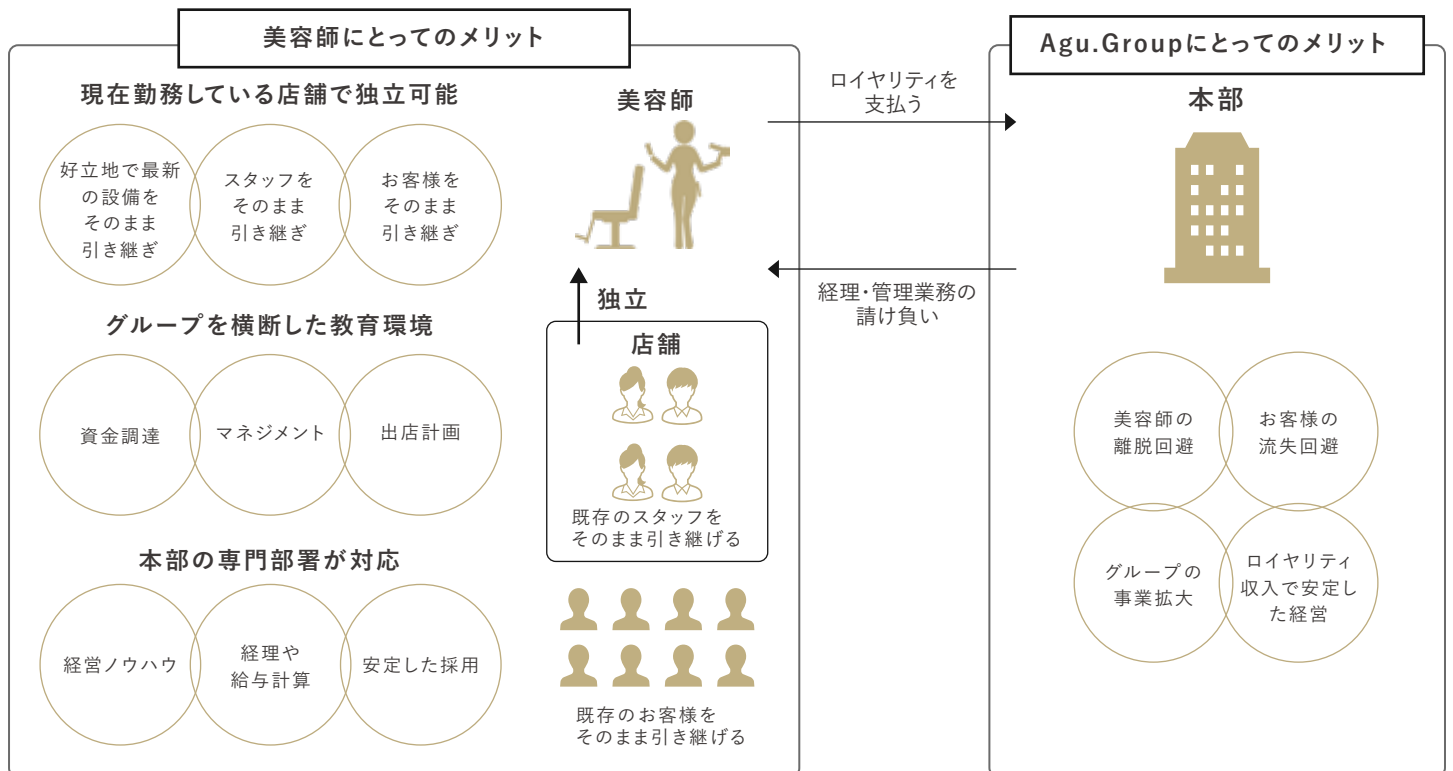 美容師にとってのメリット
現在勤務している店舗で独立可能
好立地で最新
の設備を
そのまま
引き継ぎ
スタッフを
そのまま
引き継ぎ
お客様を
そのまま
引き継ぎ
グループを横断した教育環境
資金調達
マネジメント
出店計画
本部の専門部署が対応
経営ノウハウ
経理や
給与計算
安定した採用
美容師
独立
店舗
既存のスタッフを
そのまま引き継げる
既存のお客様を
そのまま引き継げる
ロイヤリティを
支払う
経理・管理業務の
請け負い
Agu.Groupにとってのメリット
本部
美容師の
離脱回避
お客様の
流失回避
グループの
事業拡大
ロイヤリティ
収入で安定し
た経営